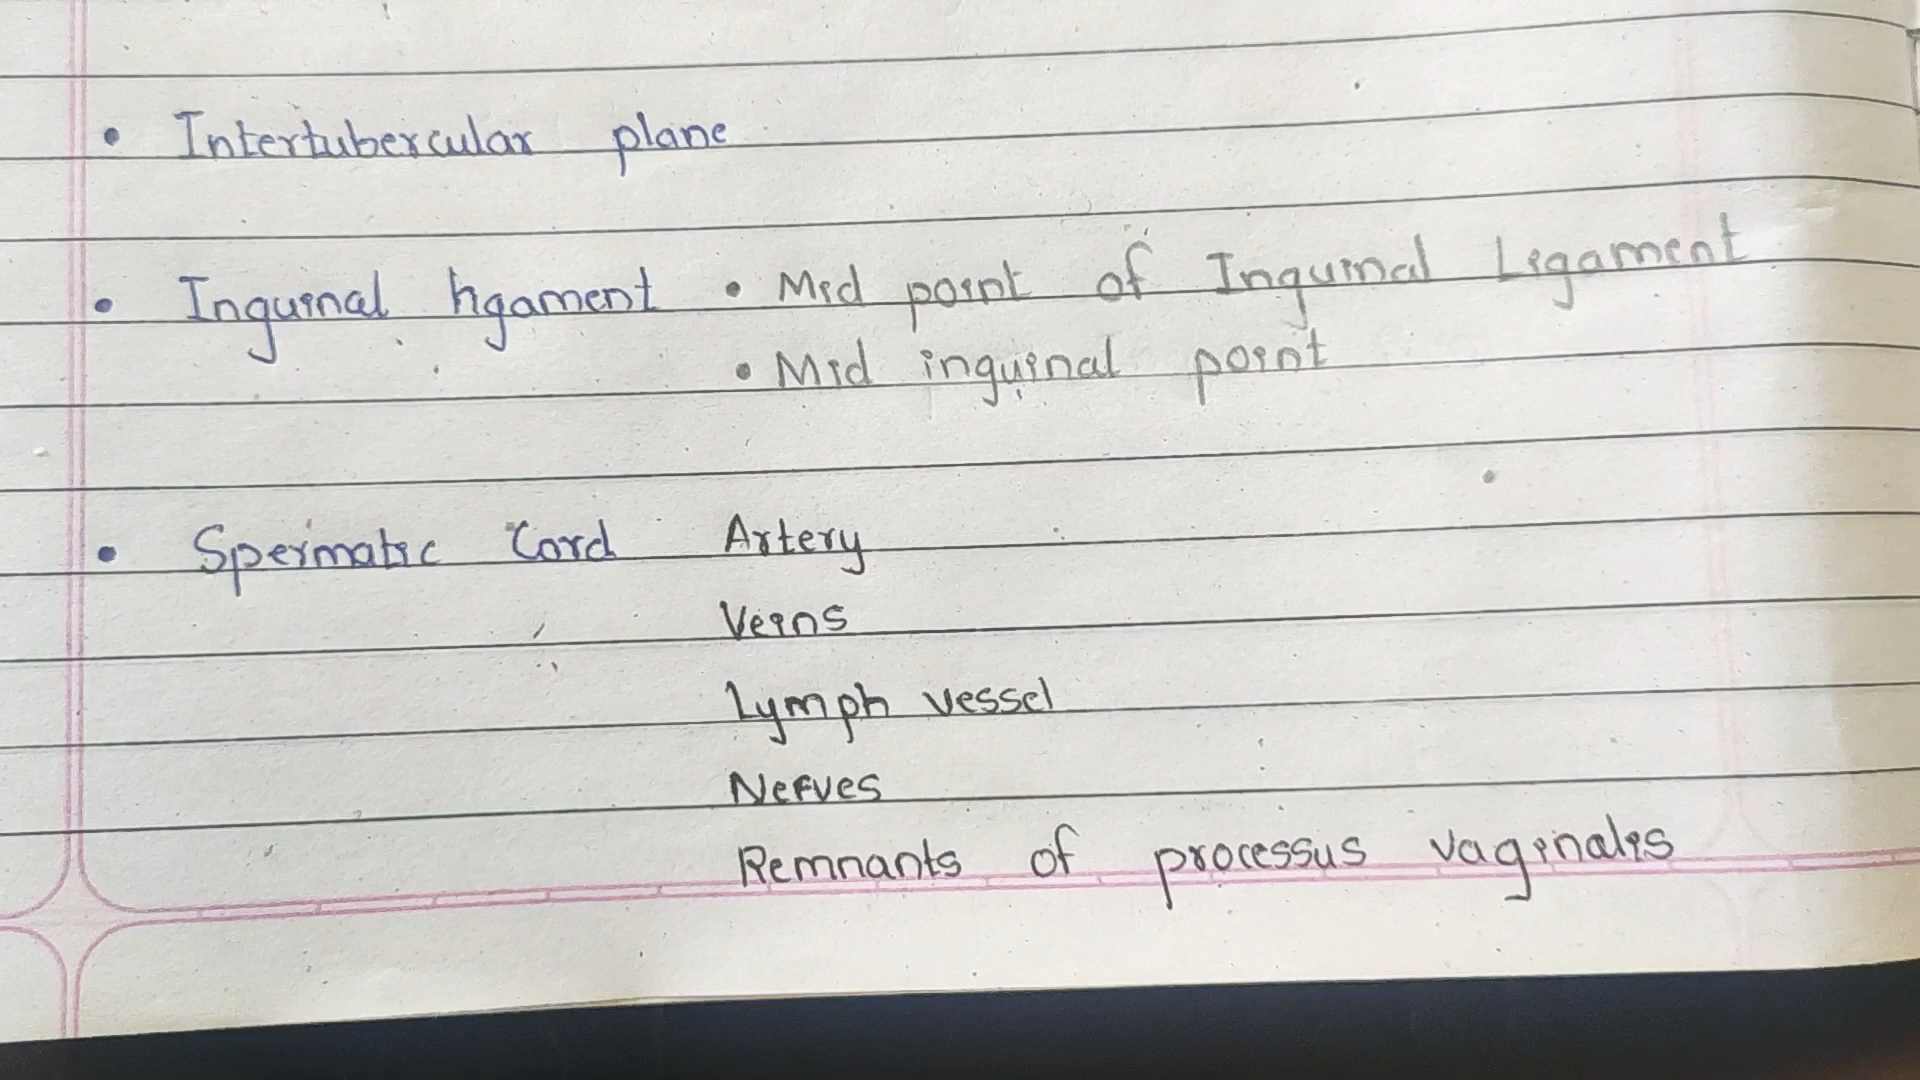 • Intertubercular plane
• Inguinal ligament • Mid point of Inguinal Ligament
• Mid inguinal point
• Spermatic Cord Artery
Veins
Lymph vessel
Nerves
Remnants of processus vaginalis